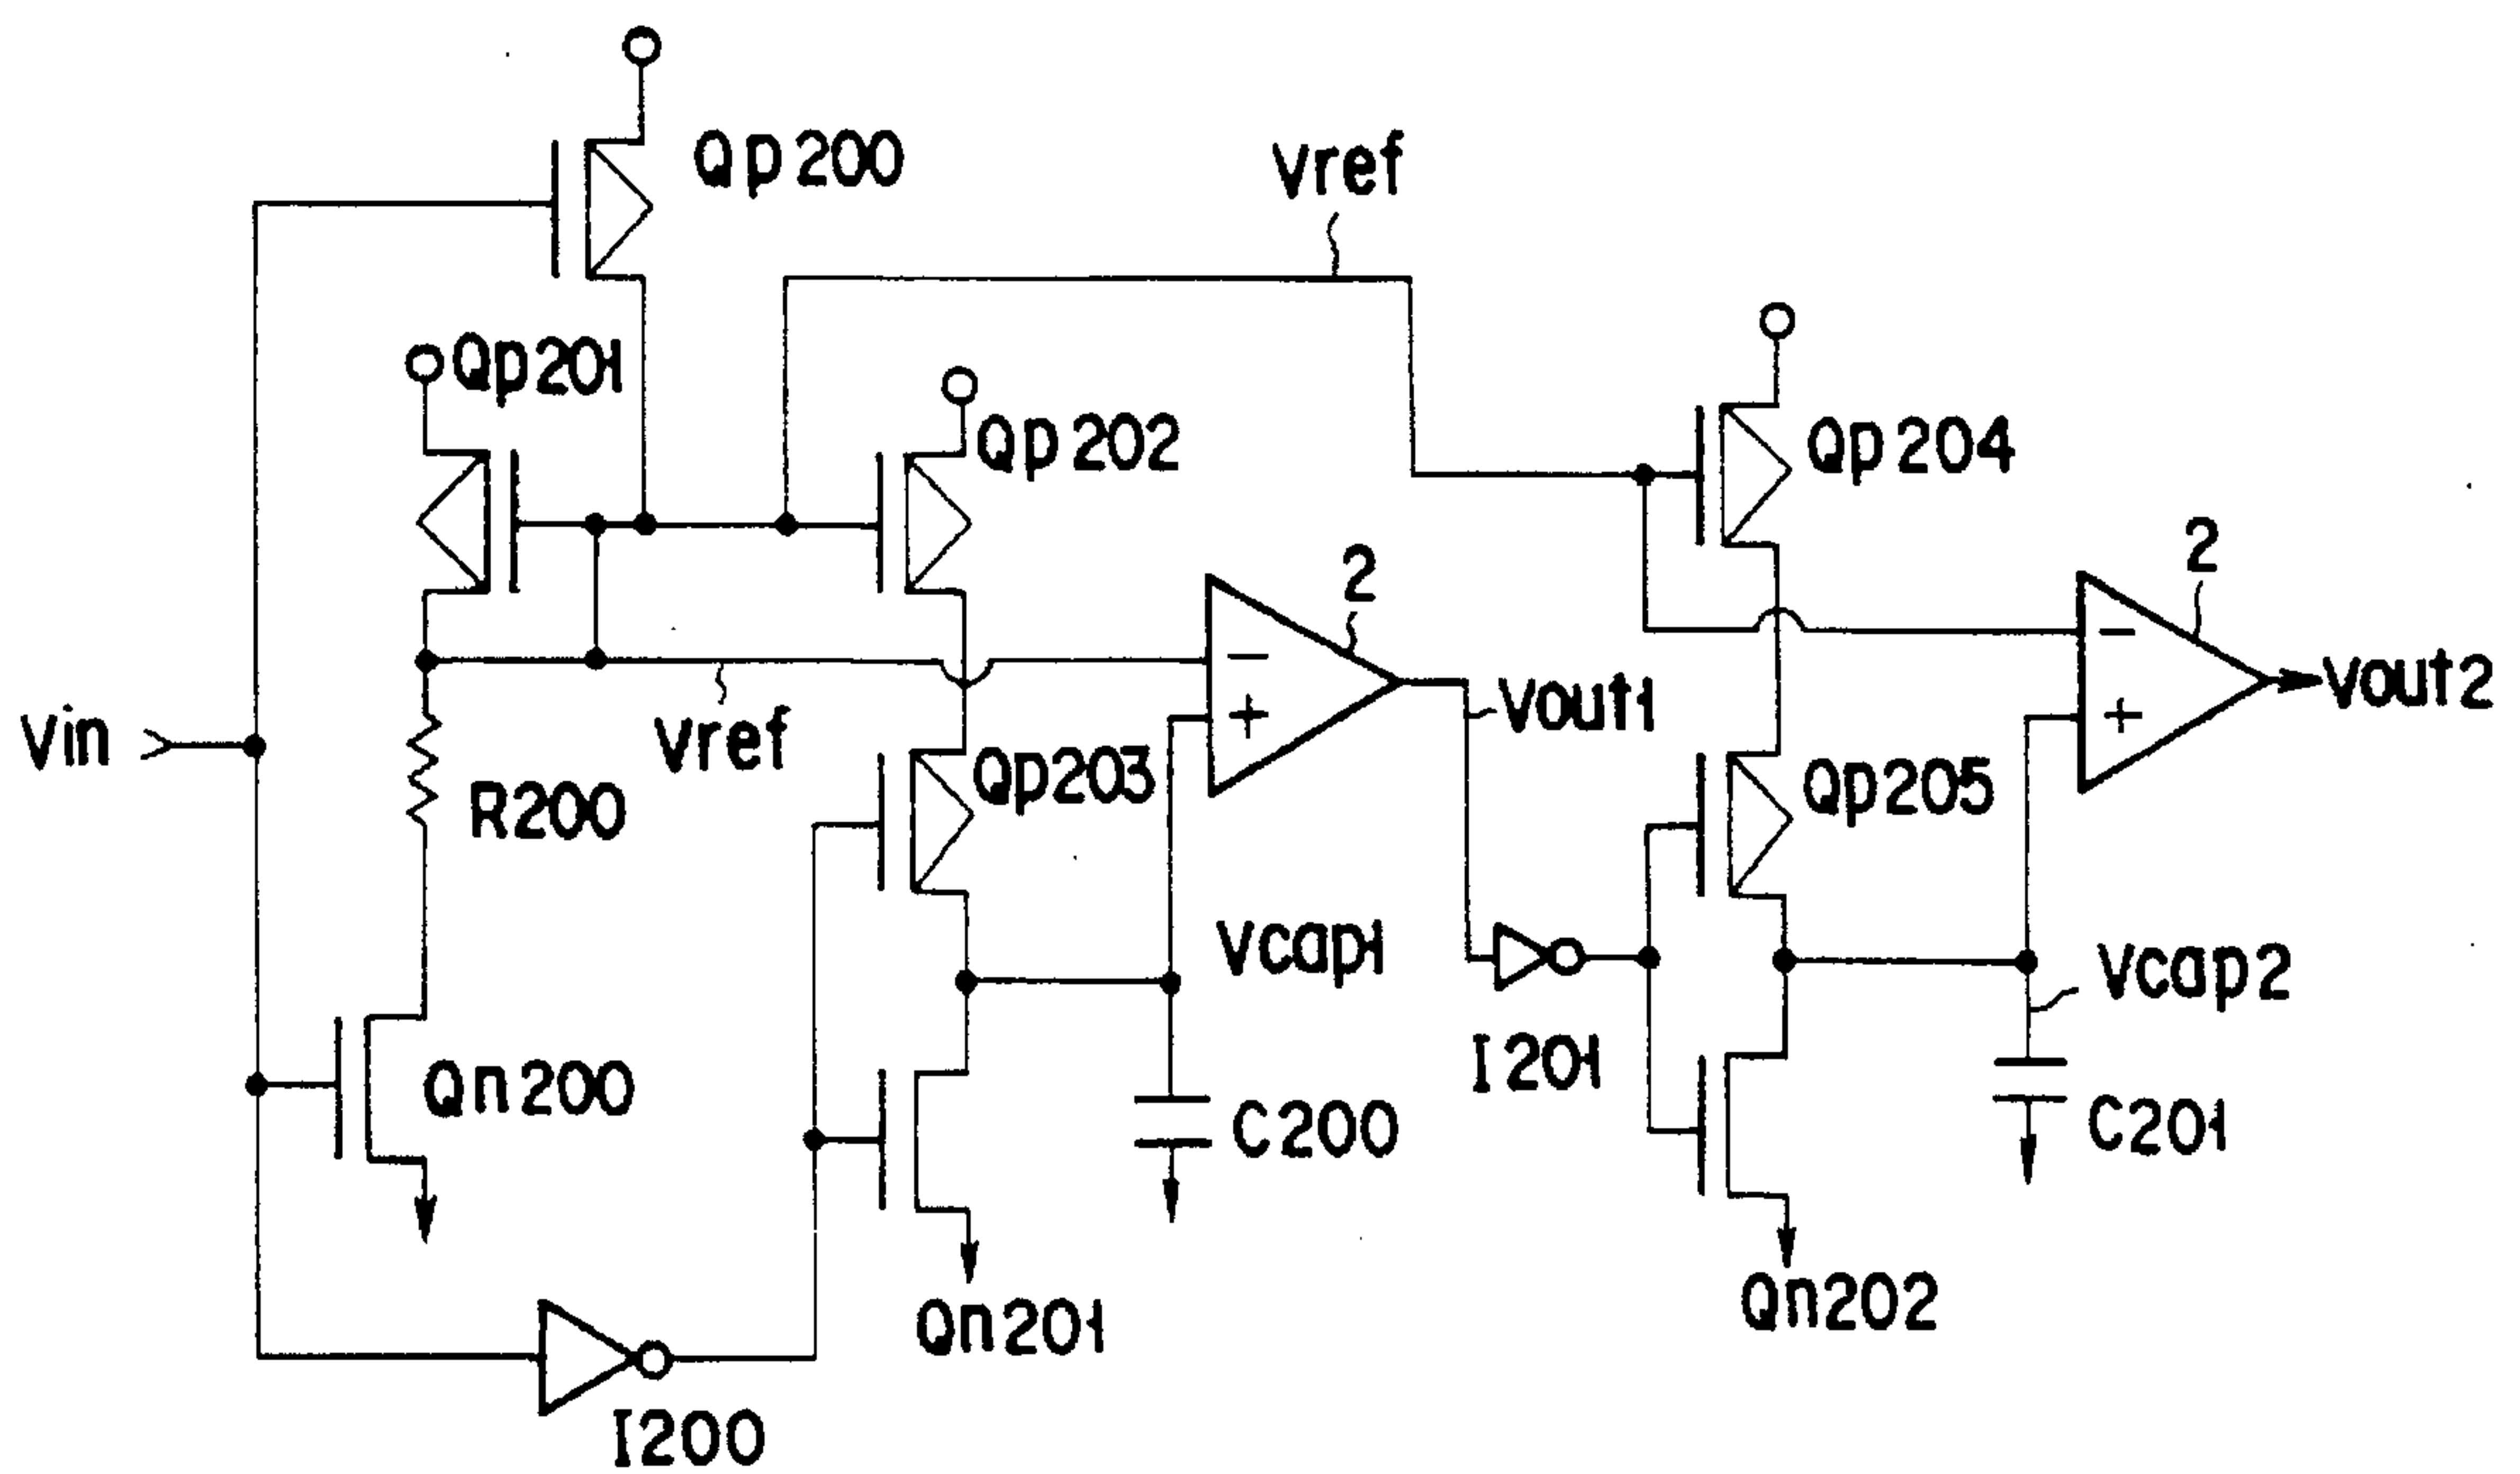 Qp200
vref
Qp201
Qp202
Qp204
2
2
-
-
+
+
Vin
vref
Vout1
Vout2
R200
Qp203
Qp205
Vcap1
Vcap2
I201
Qn200
C200
C201
Qn201
Qn202
I200